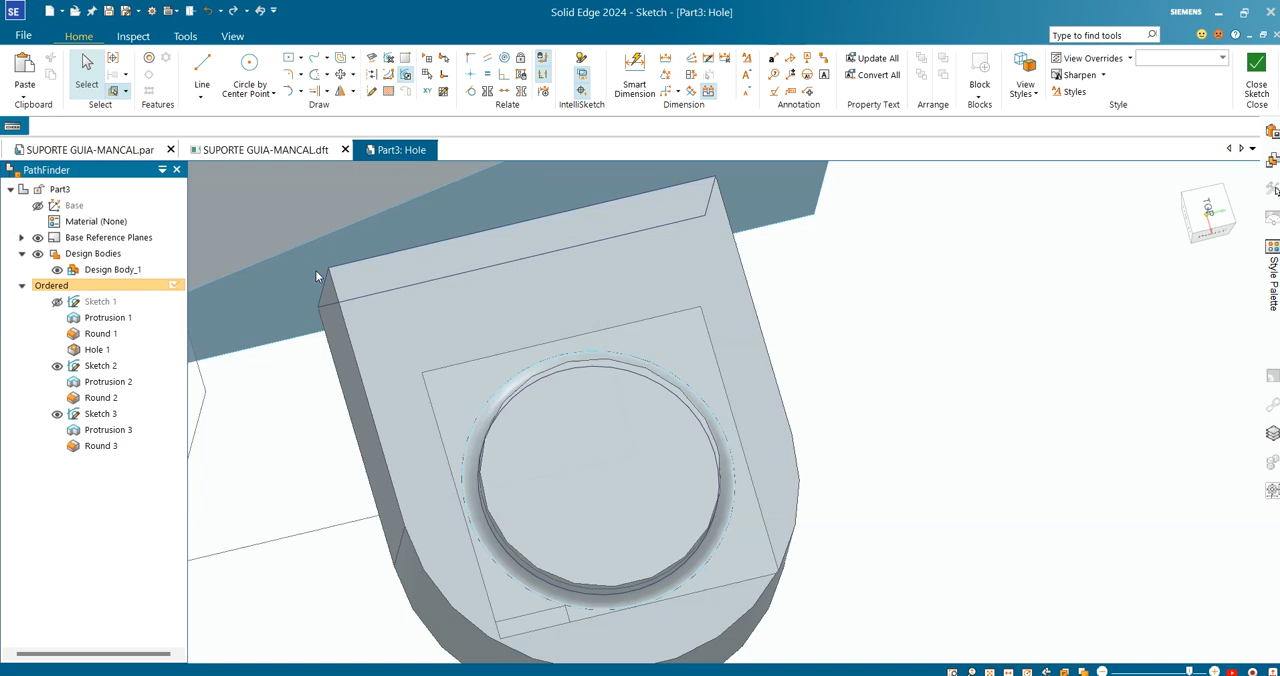 SE
Solid Edge 2024 - Sketch - [Part3: Hole]
SIEMENS
File
Home
Inspect
Tools
View
Type to find tools
Paste
Clipboard
Select
Select
Features
Line
Circle by
Center Point
Draw
Relate
IntelliSketch
Smart
Dimension
Dimension
Annotation
Update All
Convert All
Property Text
Arrange
Block
Blocks
View
Styles
View Overrides
Sharpen
Styles
Style
Close
Sketch
Close
SUPORTE GUIA-MANCAL.par
SUPORTE GUIA-MANCAL.dft
Part3: Hole
PathFinder
Part3
Base
Material (None)
Base Reference Planes
Design Bodies
Design Body_1
Ordered
Sketch 1
Protrusion 1
Round 1
Hole 1
Sketch 2
Protrusion 2
Round 2
Sketch 3
Protrusion 3
Round 3
TOP
Style Palette